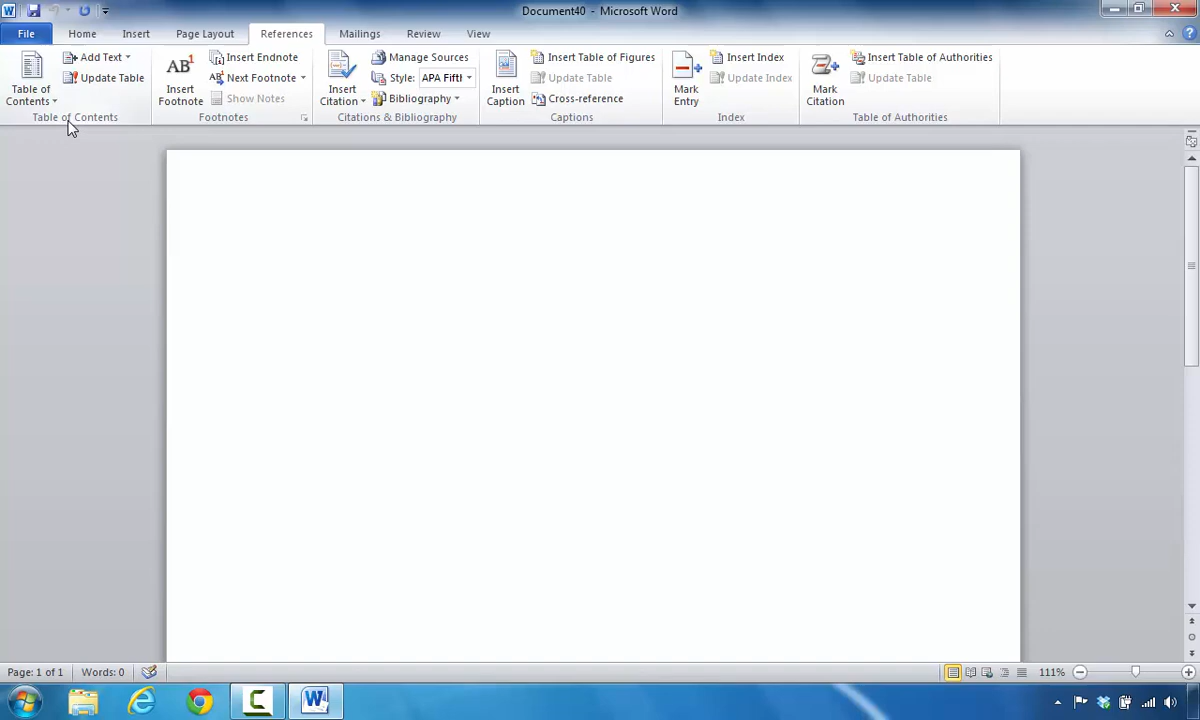 Document40 - Microsoft Word
File Home Insert Page Layout References Mailings Review View
Table of Contents
Add Text
Update Table
Table of Contents
AB1
Insert Footnote
Insert Endnote
Next Footnote
Show Notes
Footnotes
Insert Citation
Manage Sources
Style: APA Fift
Bibliography
Citations & Bibliography
Insert Caption
Insert Table of Figures
Update Table
Cross-reference
Captions
Mark Entry
Insert Index
Update Index
Index
Mark Citation
Insert Table of Authorities
Update Table
Table of Authorities
Page: 1 of 1 Words: 0 111%